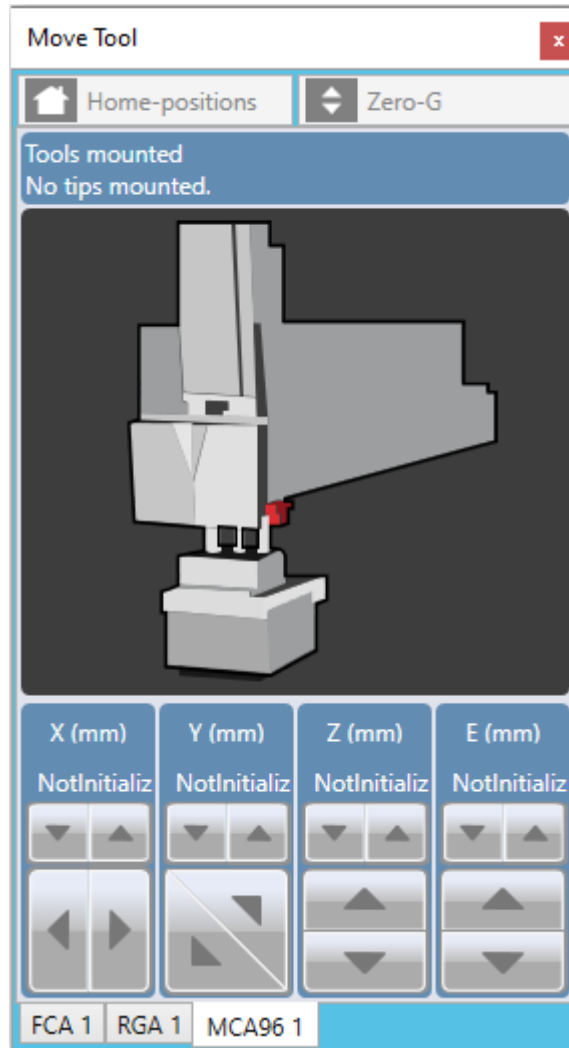 Move Tool
x
Home-positions Zero-G
Tools mounted
No tips mounted.
X (mm) Y (mm) Z (mm) E (mm)
NotInitializ NotInitializ NotInitializ NotInitializ
FCA 1 RGA 1 MCA96 1